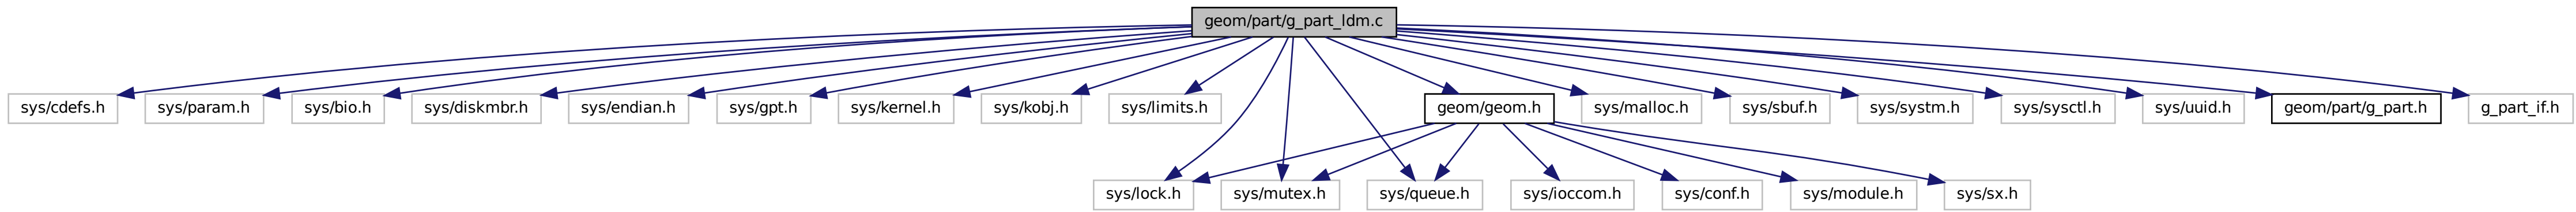 geom/part/g_part_ldm.c
sys/cdefs.h
sys/param.h
sys/bio.h
sys/diskmbr.h
sys/endian.h
sys/gpt.h
sys/kernel.h
sys/kobj.h
sys/limits.h
geom/geom.h
sys/malloc.h
sys/sbuf.h
sys/systm.h
sys/sysctl.h
sys/uuid.h
geom/part/g_part.h
g_part_if.h
sys/lock.h
sys/mutex.h
sys/queue.h
sys/ioccom.h
sys/conf.h
sys/module.h
sys/sx.h